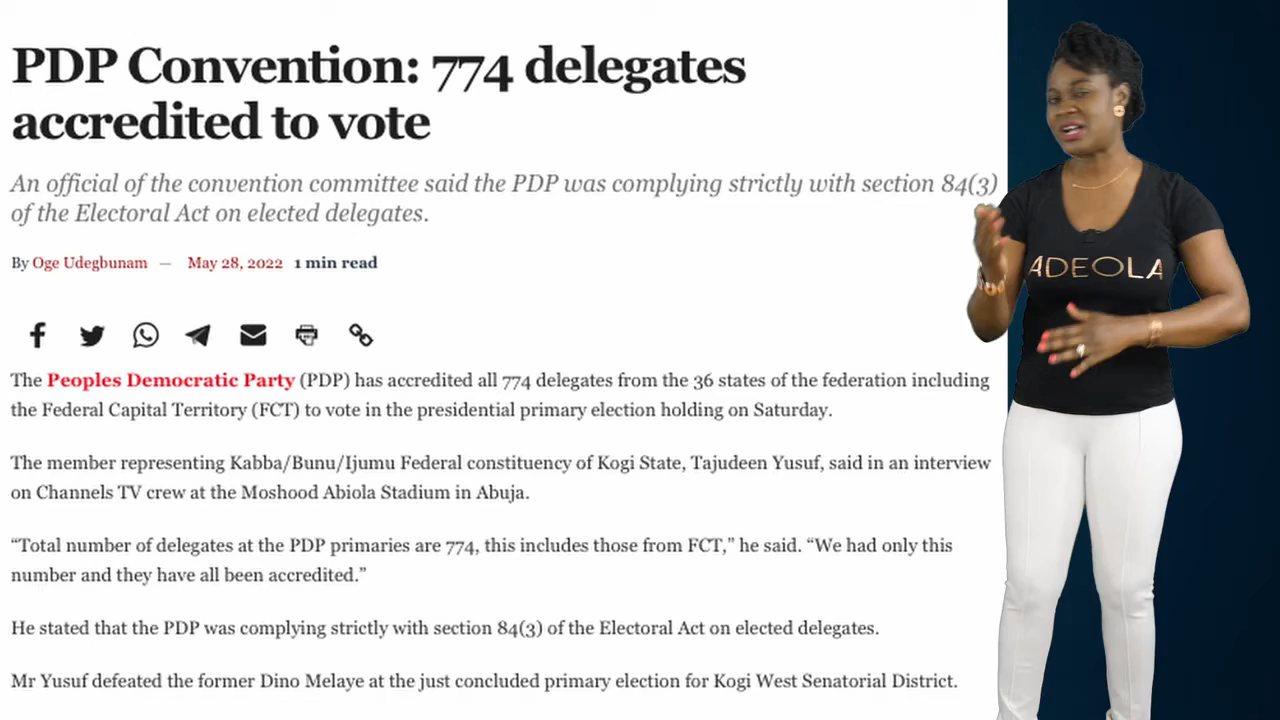 PDP Convention: 774 delegates
accredited to vote
An official of the convention committee said the PDP was complying strictly with section 84(3)
of the Electoral Act on elected delegates.
By Oge Udegbunam — May 28, 2022 1 min read
The Peoples Democratic Party (PDP) has accredited all 774 delegates from the 36 states of the federation including
the Federal Capital Territory (FCT) to vote in the presidential primary election holding on Saturday.
The member representing Kabba/Bunu/Ijumu Federal constituency of Kogi State, Tajudeen Yusuf, said in an interview
on Channels TV crew at the Moshood Abiola Stadium in Abuja.
“Total number of delegates at the PDP primaries are 774, this includes those from FCT,” he said. “We had only this
number and they have all been accredited.”
He stated that the PDP was complying strictly with section 84(3) of the Electoral Act on elected delegates.
Mr Yusuf defeated the former Dino Melaye at the just concluded primary election for Kogi West Senatorial District.
ADEOLA